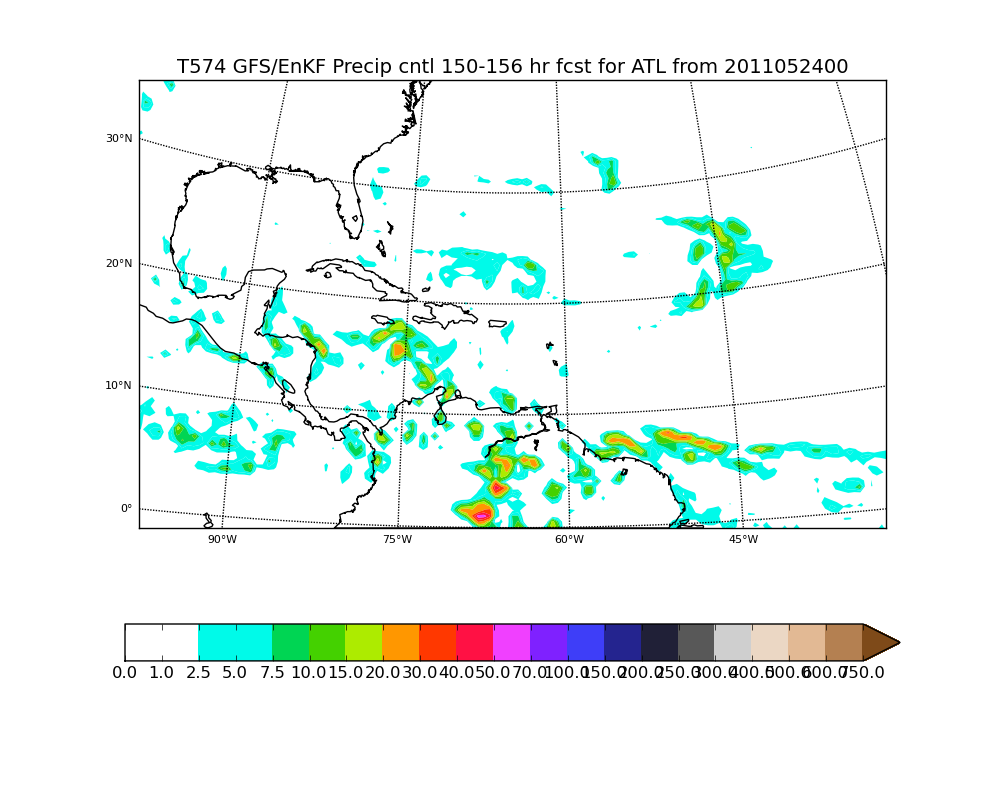 T574 GFS/EnKF Precip cntl 150-156 hr fcst for ATL from 2011052400
30°N
20°N
10°N
0°
90°W 75°W 60°W 45°W
0.0 1.0 2.5 5.0 7.5 10.0 15.0 20.0 30.0 40.0 50.0 70.0 100.0 150.0 200.0 250.0 300.0 400.0 500.0 600.0 750.0